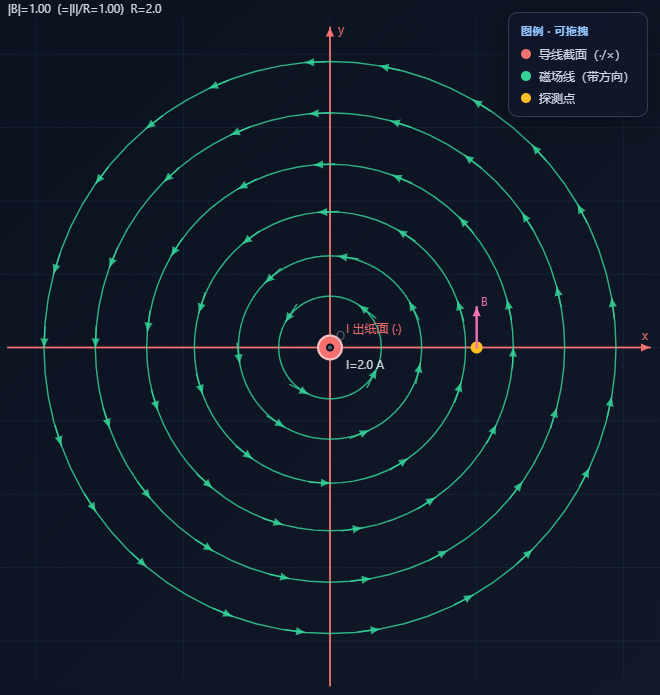 |B|=1.00  (=|I|/R=1.00)  R=2.0
图例 · 可拖拽
导线截面（·/×）
磁场线（带方向）
探测点
y
B
O
I 出纸面 (·)
x
I=2.0 A